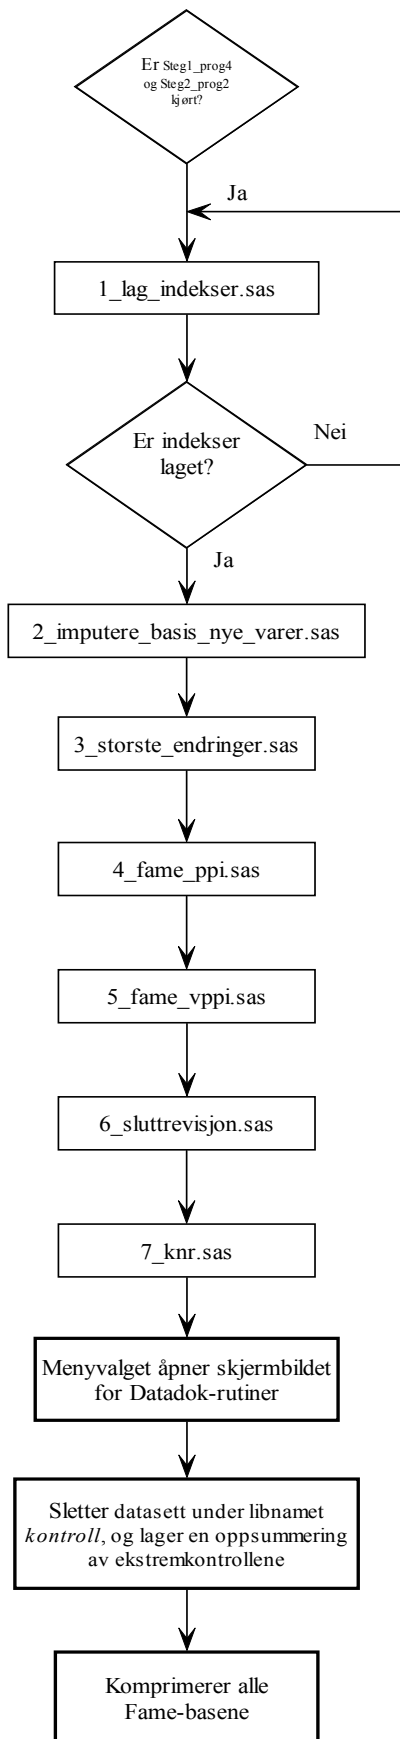 Er Steg1_prog4
og Steg2_prog2
kjørt?
Ja
1_lag_indekser.sas
Er indekser
laget?
Nei
Ja
2_imputere_basis_nye_varer.sas
3_storste_endringer.sas
4_fame_ppi.sas
5_fame_vppi.sas
6_sluttrevisjon.sas
7_knr.sas
Menyvalget åpner skjermbildet
for Datadok-rutiner
Sletter datasett under libnamet
kontroll, og lager en oppsummering
av ekstremkontrollene
Komprimerer alle
Fame-basene